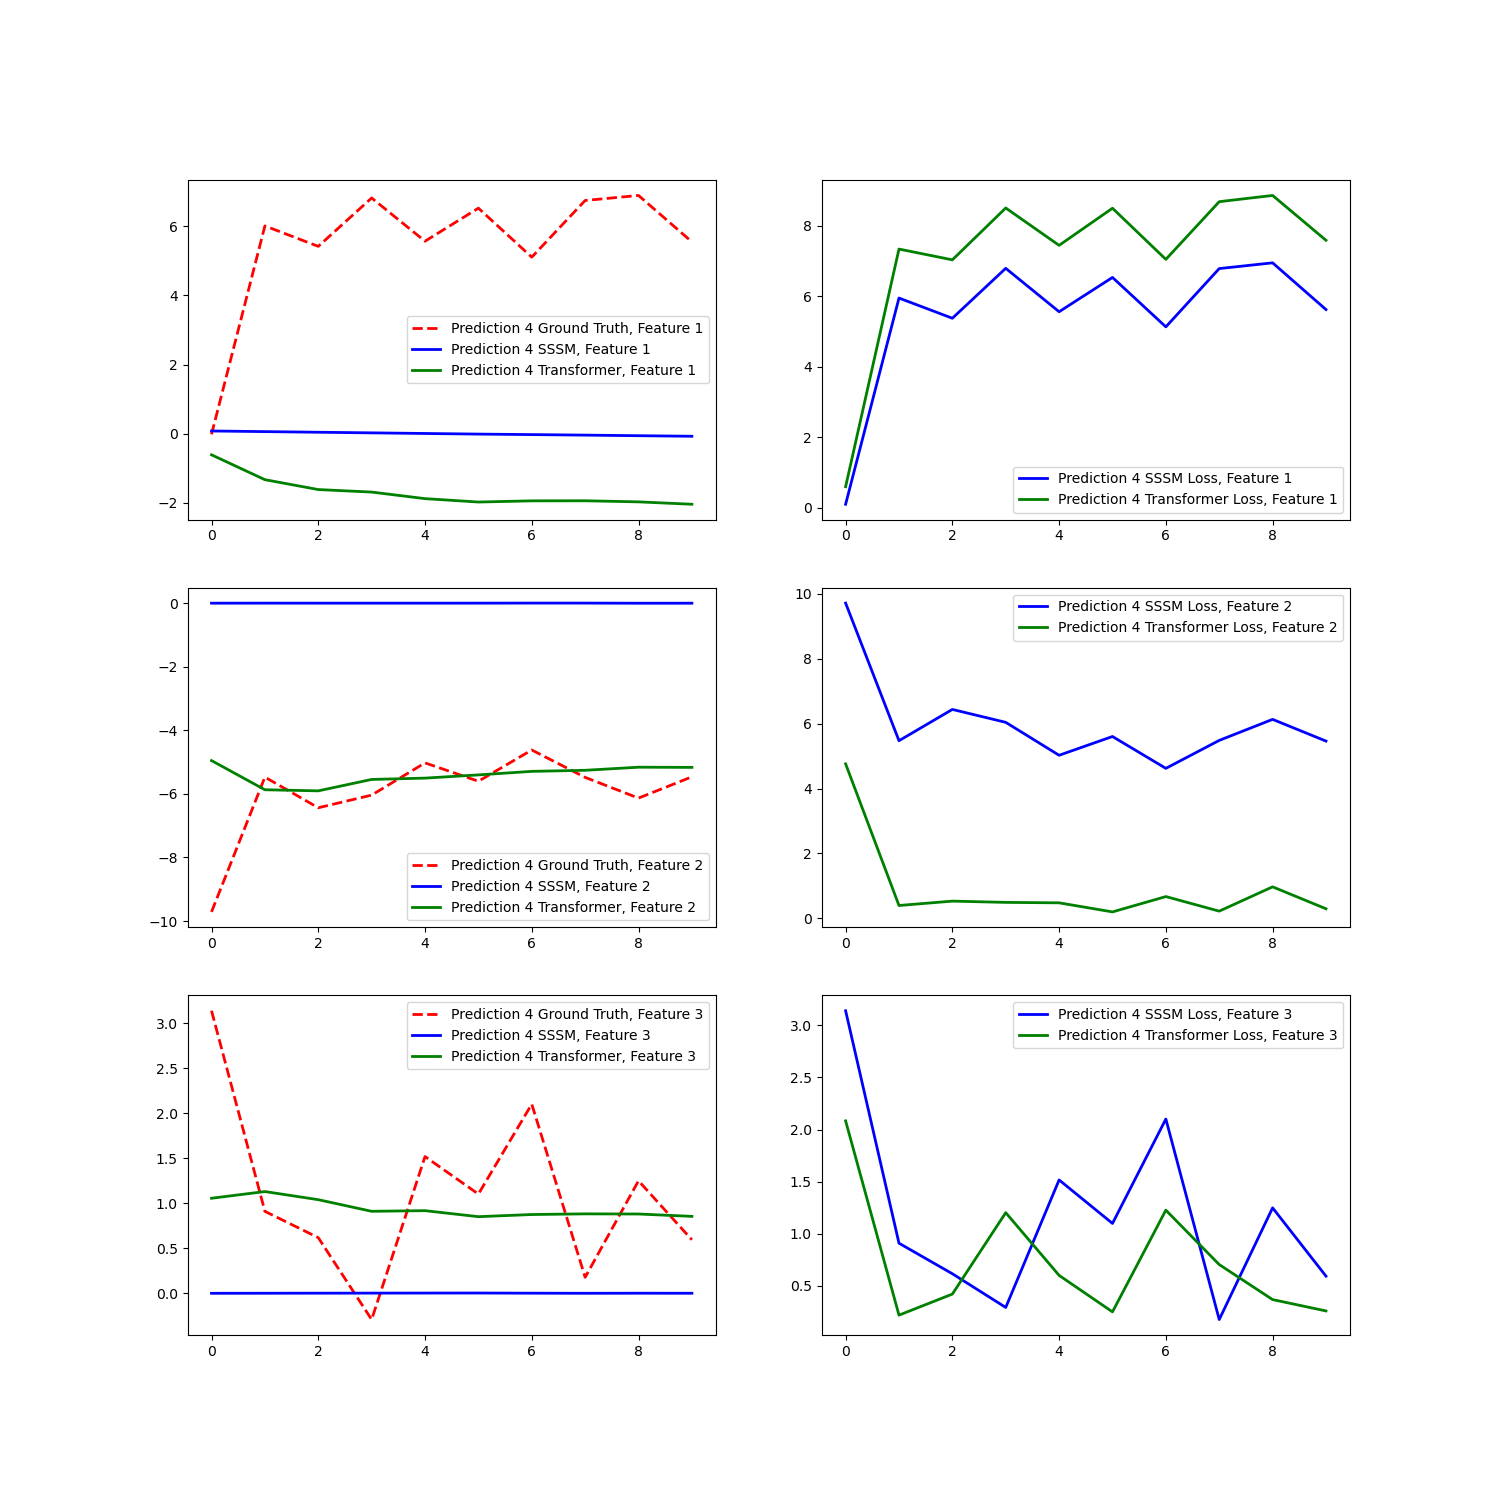 6
4
2
0
−2
Prediction 4 Ground Truth, Feature 1
Prediction 4 SSSM, Feature 1
Prediction 4 Transformer, Feature 1
0 2 4 6 8
8
6
4
2
0
Prediction 4 SSSM Loss, Feature 1
Prediction 4 Transformer Loss, Feature 1
0 2 4 6 8
0
−2
−4
−6
−8
−10
Prediction 4 Ground Truth, Feature 2
Prediction 4 SSSM, Feature 2
Prediction 4 Transformer, Feature 2
0 2 4 6 8
10
8
6
4
2
0
Prediction 4 SSSM Loss, Feature 2
Prediction 4 Transformer Loss, Feature 2
0 2 4 6 8
3.0
2.5
2.0
1.5
1.0
0.5
0.0
Prediction 4 Ground Truth, Feature 3
Prediction 4 SSSM, Feature 3
Prediction 4 Transformer, Feature 3
0 2 4 6 8
3.0
2.5
2.0
1.5
1.0
0.5
Prediction 4 SSSM Loss, Feature 3
Prediction 4 Transformer Loss, Feature 3
0 2 4 6 8